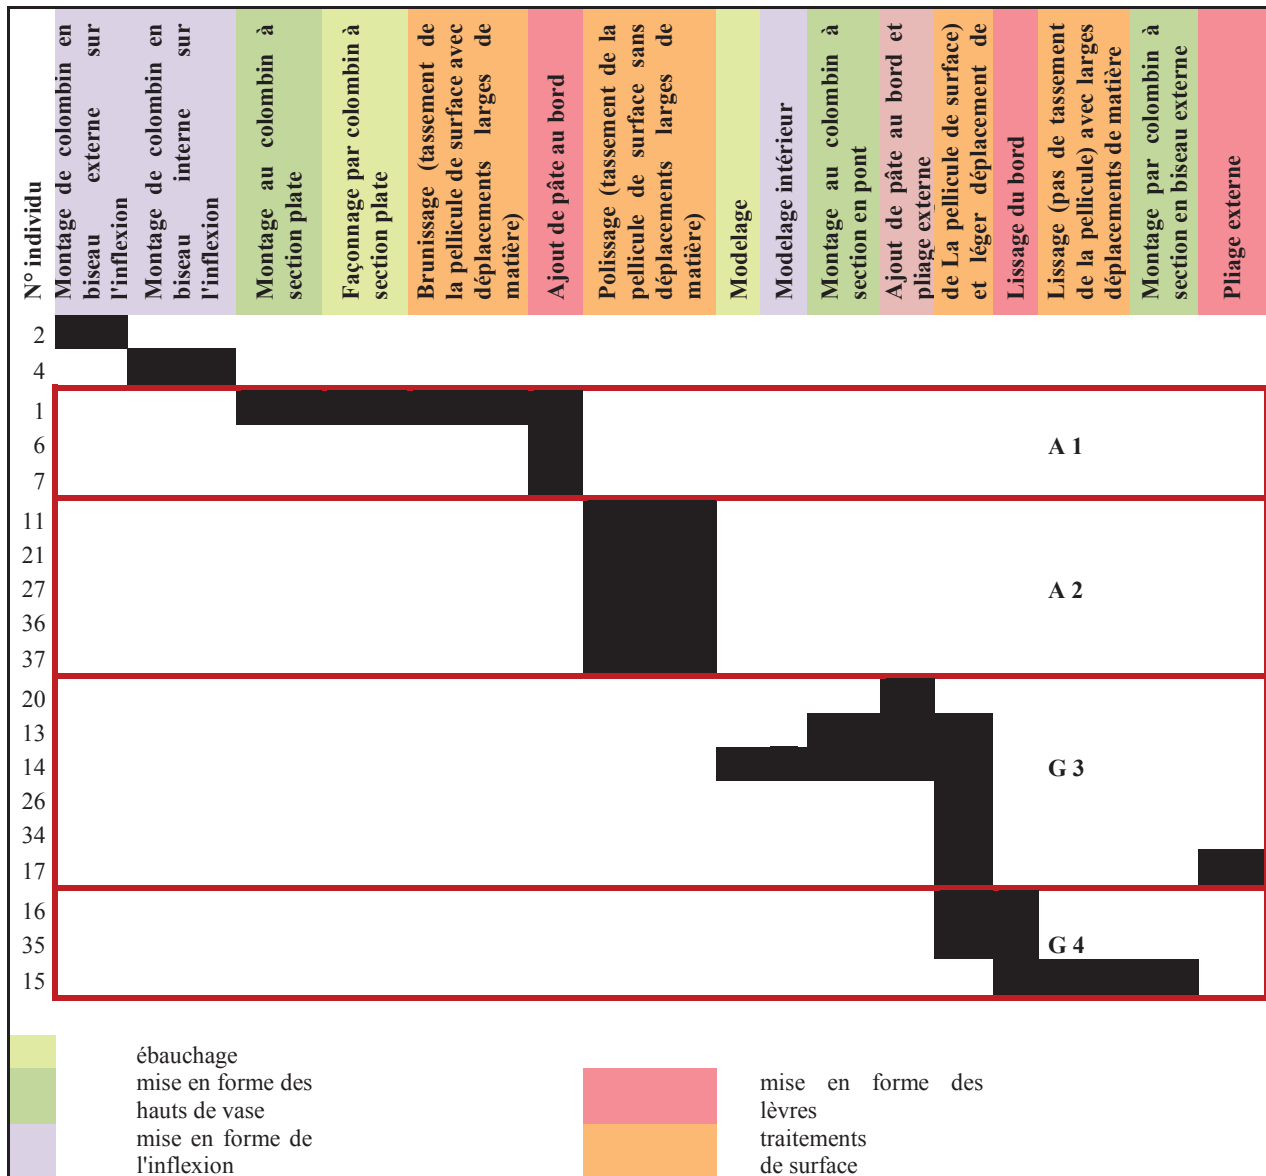 N° individu
Montage de colombin en
biseau externe sur
l'inflexion
Montage de colombin en
biseau interne sur
l'inflexion
Montage au colombin à
section plate
Façonnage par colombin à
section plate
Brunissage (tassement de
la pellicule de surface avec
déplacements larges de
matière)
Ajout de pâte au bord
Polissage (tassement de la
pellicule de surface sans
déplacements larges de
matière)
Modelage
Modelage intérieur
Montage au colombin à
section en pont
Ajout de pâte au bord et
pliage externe
de La pellicule de surface)
et léger déplacement de
Lissage du bord
Lissage (pas de tassement
de la pellicule) avec larges
déplacements de matière
Montage par colombin à
section en biseau externe
Pliage externe
2
4
1
6
7
A 1
11
21
27
36
37
A 2
20
13
14
26
34
17
G 3
16
35
15
G 4
ébauchage
mise en forme des
hauts de vase
mise en forme de
l'inflexion
mise en forme des
lèvres
traitements
de surface